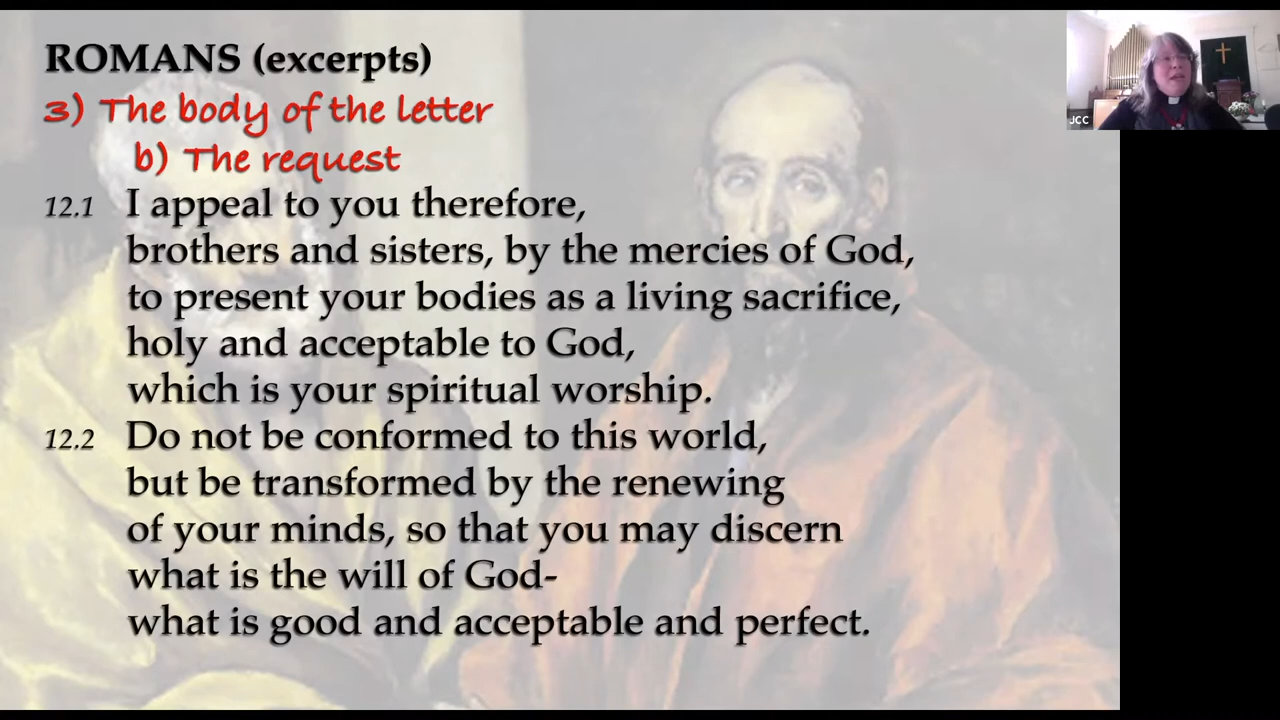 ROMANS (excerpts)
3) The body of the letter
b) The request
12.1 I appeal to you therefore,
brothers and sisters, by the mercies of God,
to present your bodies as a living sacrifice,
holy and acceptable to God,
which is your spiritual worship.
12.2 Do not be conformed to this world,
but be transformed by the renewing
of your minds, so that you may discern
what is the will of God-
what is good and acceptable and perfect.
JCC